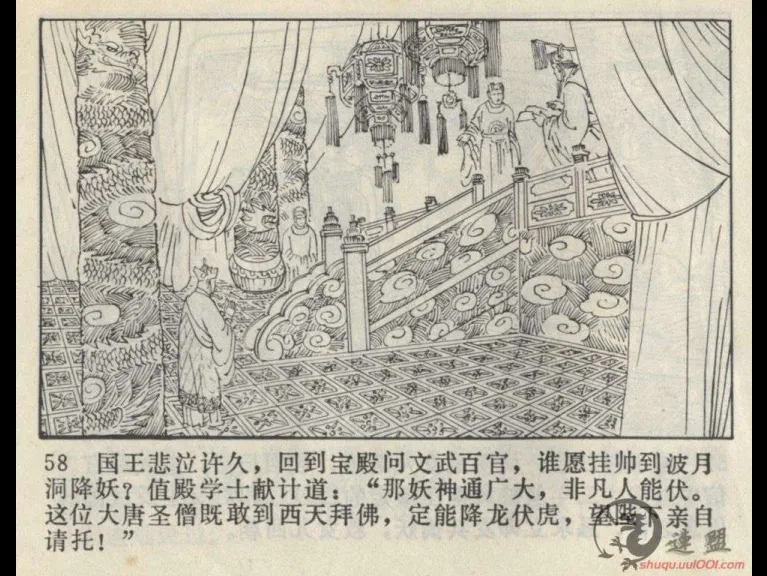 58 国王悲泣许久，回到宝殿问文武百官，谁愿挂帅到波月
洞降妖？值殿学士献计道：“那妖神通广大，非凡人能伏。
这位大唐圣僧既敢到西天拜佛，定能降龙伏虎，望陛下亲自
请托！”
連盟
shuqu.uul001.com